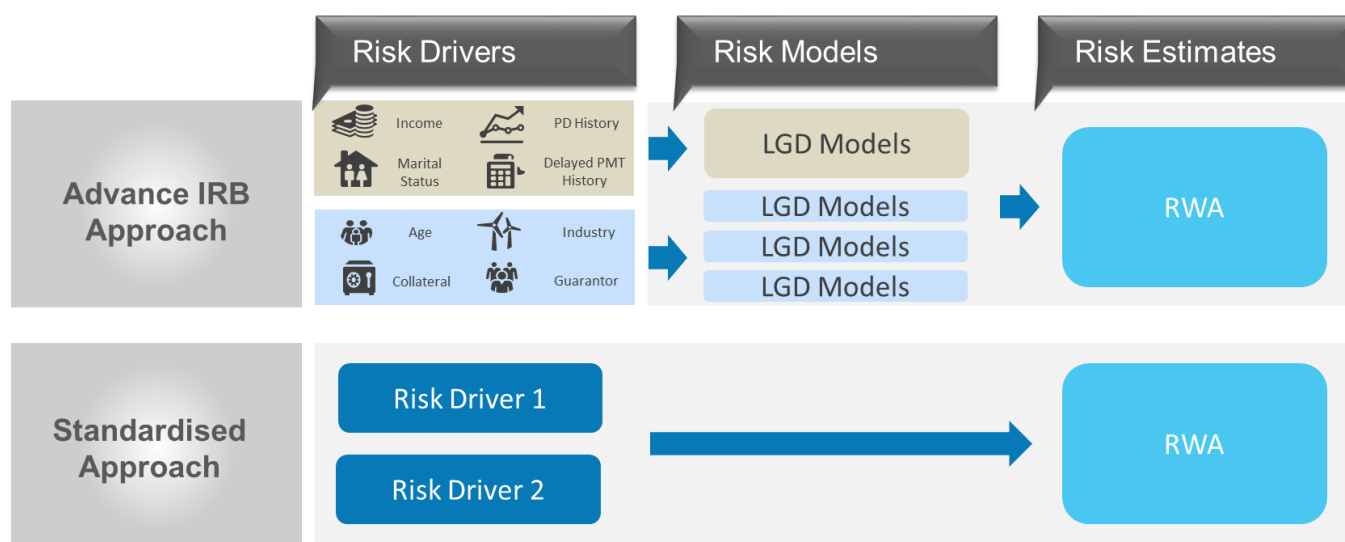 Risk Drivers
Risk Models
Risk Estimates
Advance IRB
Approach
Income
PD History
Marital
Status
Delayed PMT
History
Age
Industry
Collateral
Guarantor
LGD Models
LGD Models
LGD Models
LGD Models
RWA
Standardised
Approach
Risk Driver 1
Risk Driver 2
RWA